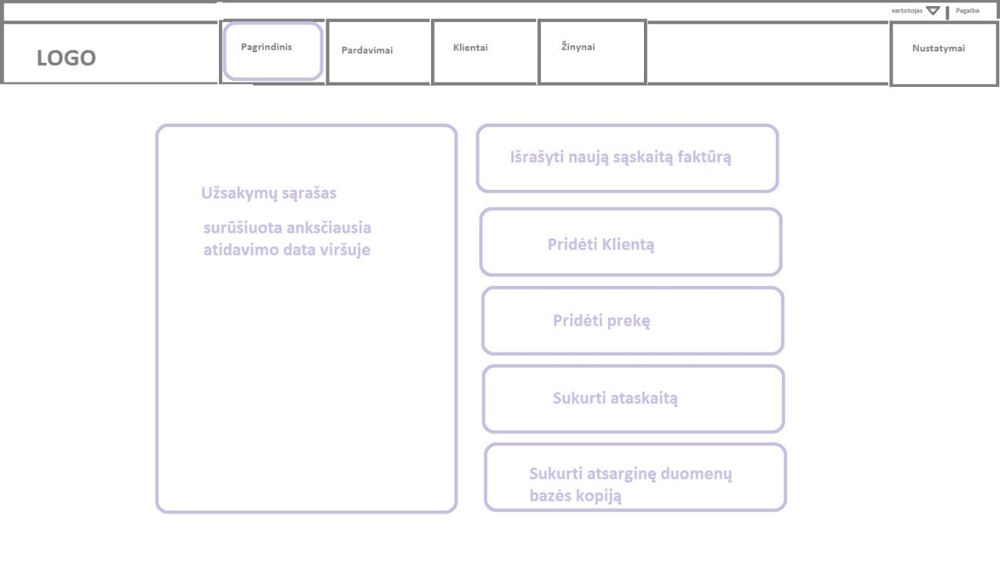 vartotojas
Pagalba
LOGO
Pagrindinis
Pardavimai
Klientai
Žinynai
Nustatymai
Užsakymų sąrašas
surūšiuota anksčiausia
atidavimo data viršuje
Išrašyti naują sąskaitą faktūrą
Pridėti Klientą
Pridėti prekę
Sukurti ataskaitą
Sukurti atsarginę duomenų
bazės kopiją